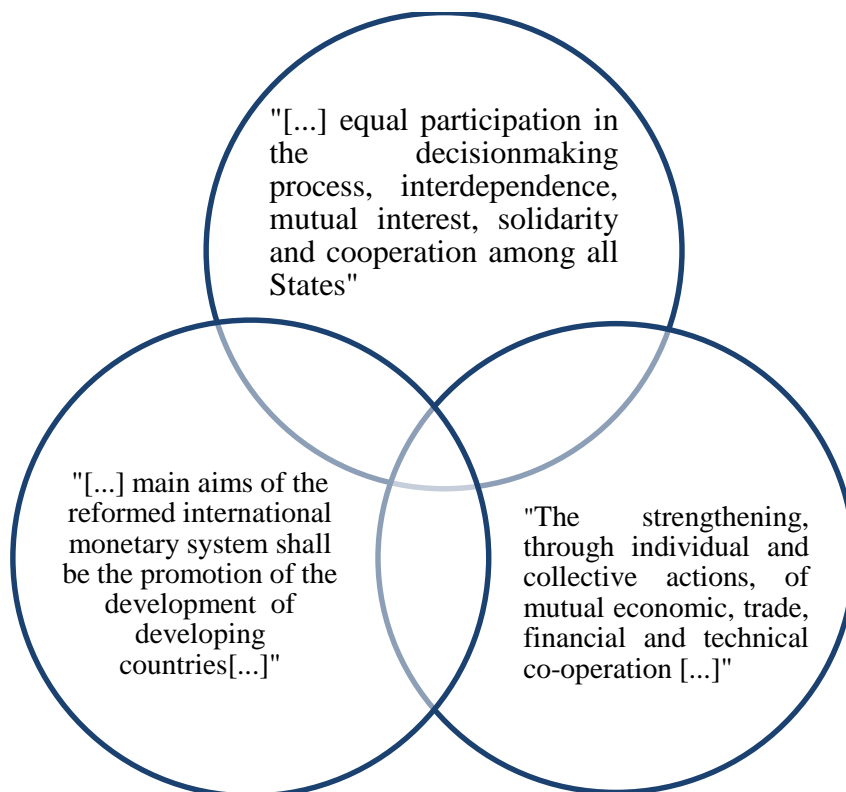 "[...] equal participation in
the decisionmaking
process, interdependence,
mutual interest, solidarity
and cooperation among all
States"
"[...] main aims of the
reformed international
monetary system shall
be the promotion of the
development of
developing
countries[...]"
"The strengthening,
through individual and
collective actions, of
mutual economic, trade,
financial and technical
co-operation [...]"